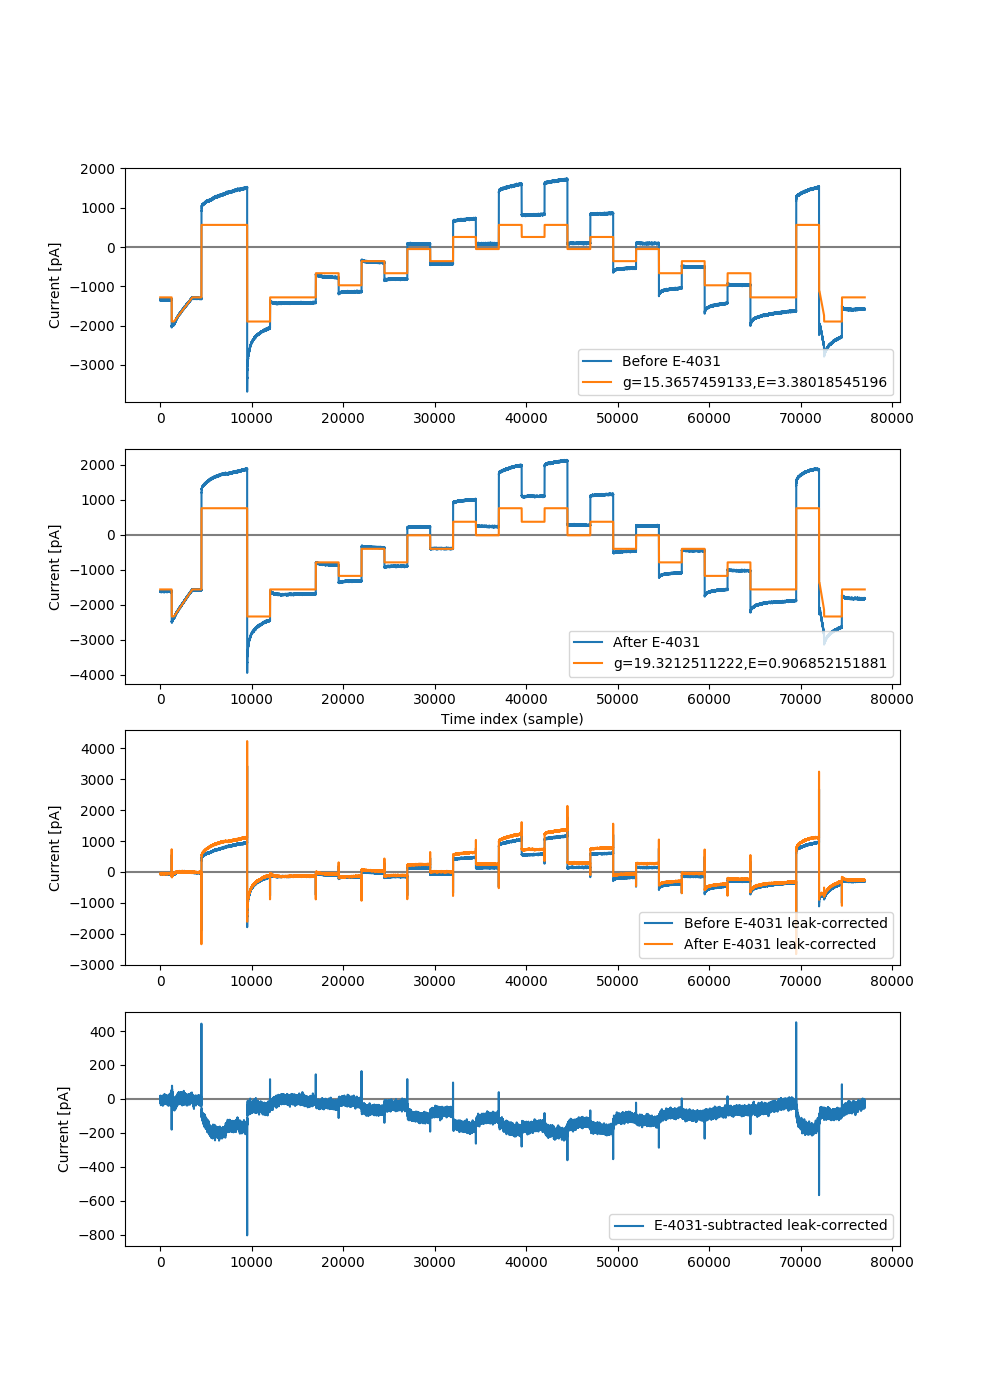 2000
1000
0
−1000
−2000
−3000
Current [pA]
Before E-4031
g=15.3657459133,E=3.38018545196
0 10000 20000 30000 40000 50000 60000 70000 80000
2000
1000
0
−1000
−2000
−3000
−4000
Current [pA]
After E-4031
g=19.3212511222,E=0.906852151881
0 10000 20000 30000 40000 50000 60000 70000 80000
Time index (sample)
4000
3000
2000
1000
0
−1000
−2000
−3000
Current [pA]
Before E-4031 leak-corrected
After E-4031 leak-corrected
0 10000 20000 30000 40000 50000 60000 70000 80000
400
200
0
−200
−400
−600
−800
Current [pA]
E-4031-subtracted leak-corrected
0 10000 20000 30000 40000 50000 60000 70000 80000